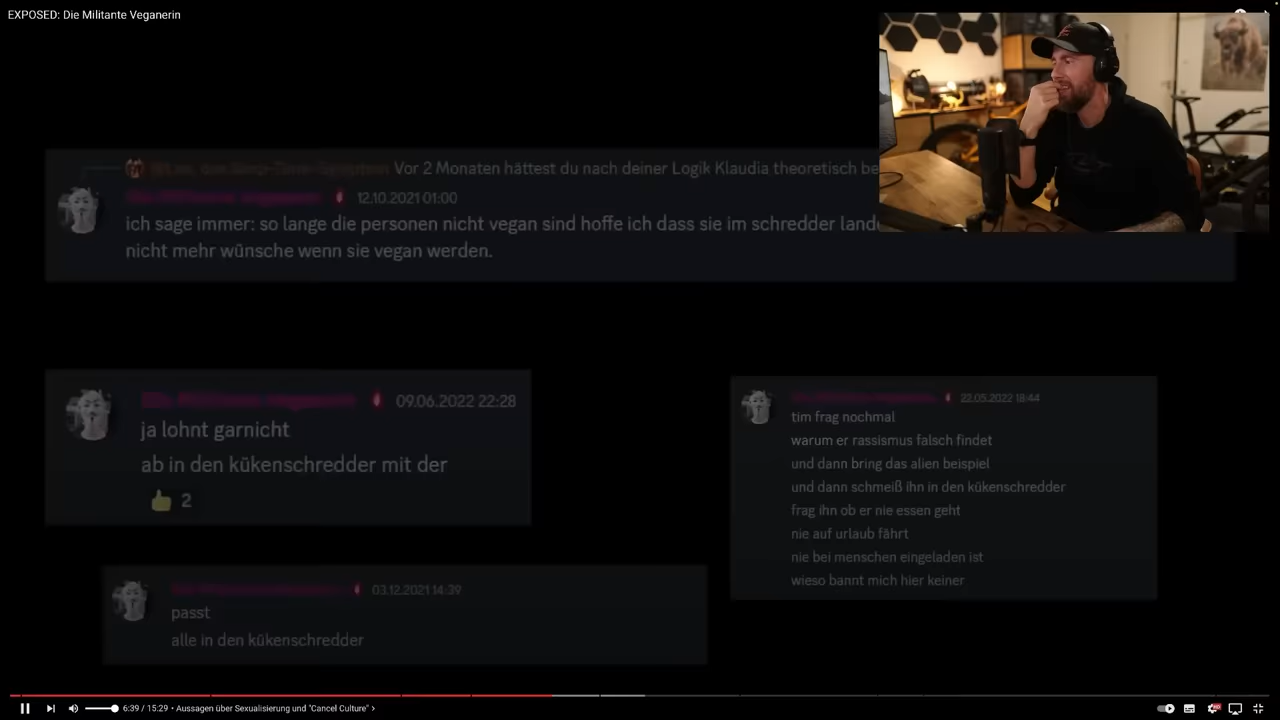 EXPOSED: Die Militante Veganerin
Vor 2 Monaten hättest du nach deiner Logik Klaudia theoretisch be
12.10.2021 01:00
ich sage immer: so lange die personen nicht vegan sind hoffe ich dass sie im schredder lande
nicht mehr wünsche wenn sie vegan werden.
09.06.2022 22:28
ja lohnt garnicht
ab in den kükenschredder mit der
2
22.05.2022 18:44
tim frag nochmal
warum er rassismus falsch findet
und dann bring das alien beispiel
und dann schmeiß ihn in den kükenschredder
frag ihn ob er nie essen geht
nie auf urlaub fährt
nie bei menschen eingeladen ist
wieso bannt mich hier keiner
03.12.2021 14:39
passt
alle in den kükenschredder
6:39 / 15:29 • Aussagen über Sexualisierung und "Cancel Culture" >